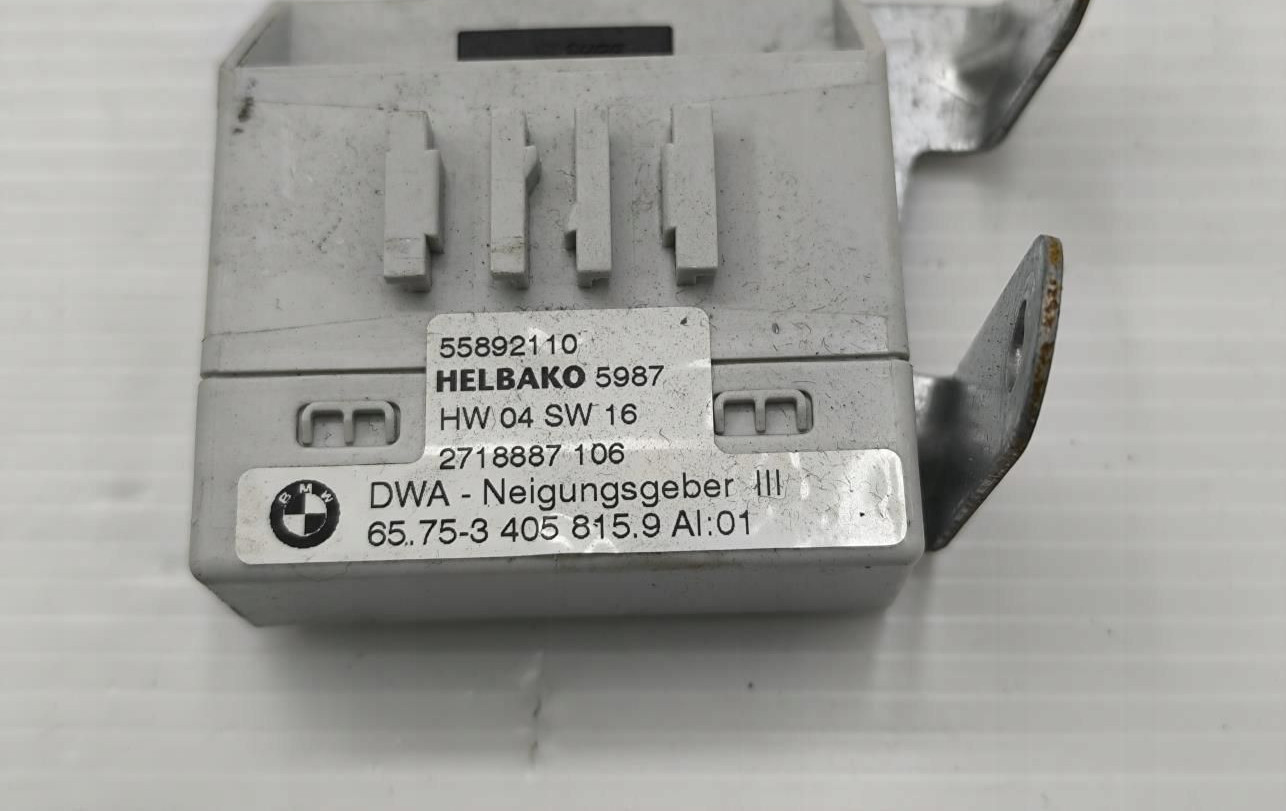 55892110
HELBAKO 5987
HW 04 SW 16
2718887 106
BMW
DWA - Neigungsgeber III
65.75-3 405 815.9 AI:01